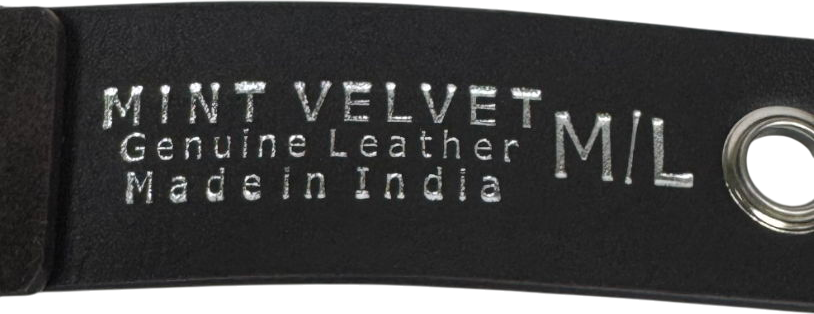 MINT VELVET
Genuine Leather
Made in India
M/L